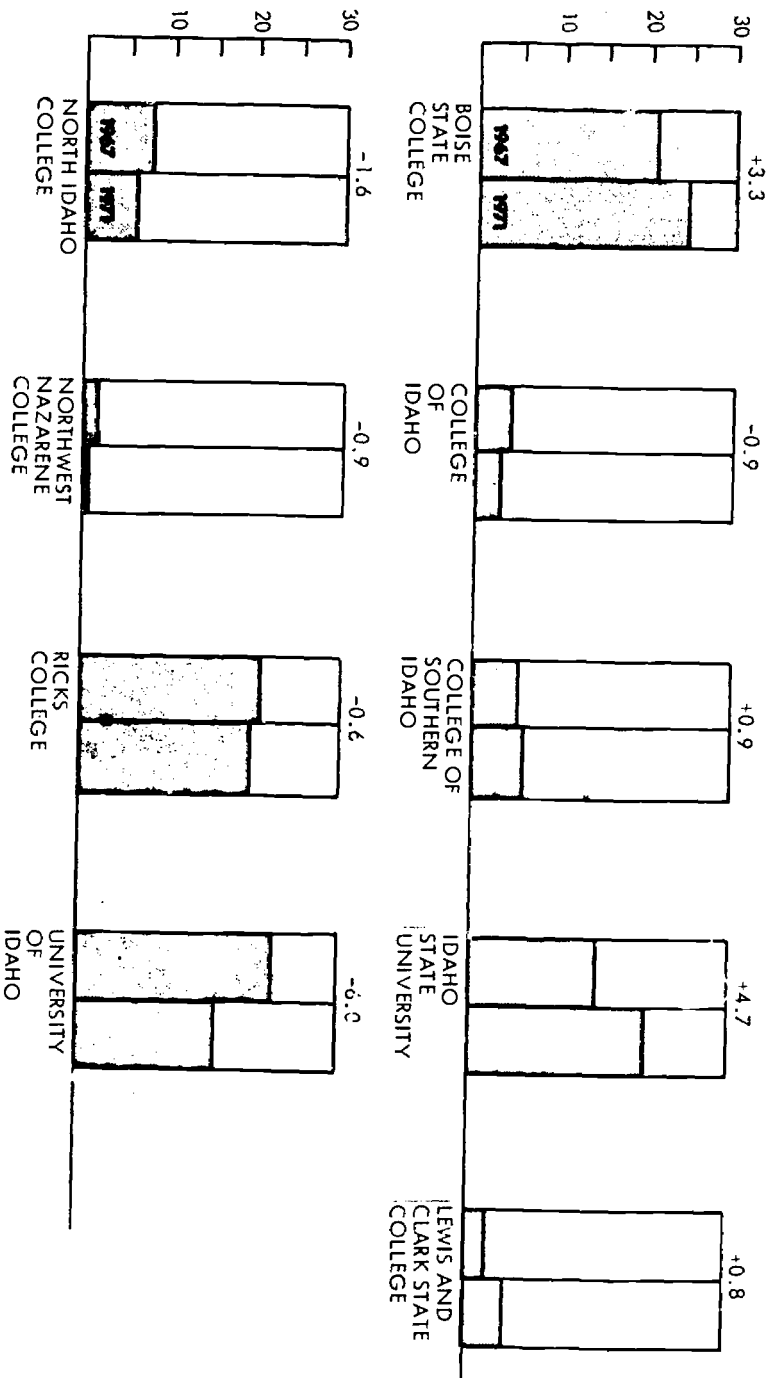 30
20
10
+3.3
1967
1971
BOISE
STATE
COLLEGE
-0.9
COLLEGE
OF
IDAHO
+0.9
COLLEGE OF
SOUTHERN
IDAHO
+4.7
IDAHO
STATE
UNIVERSITY
+0.8
LEWIS AND
CLARK STATE
COLLEGE
30
20
10
-1.6
1967
1971
NORTH IDAHO
COLLEGE
-0.9
NORTHWEST
NAZARENE
COLLEGE
-0.6
RICKS
COLLEGE
-6.0
UNIVERSITY
OF
IDAHO